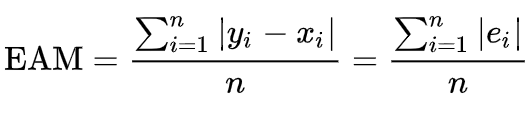 EAM = \frac{\sum_{i=1}^{n} |y_i - x_i|}{n} = \frac{\sum_{i=1}^{n} |e_i|}{n}